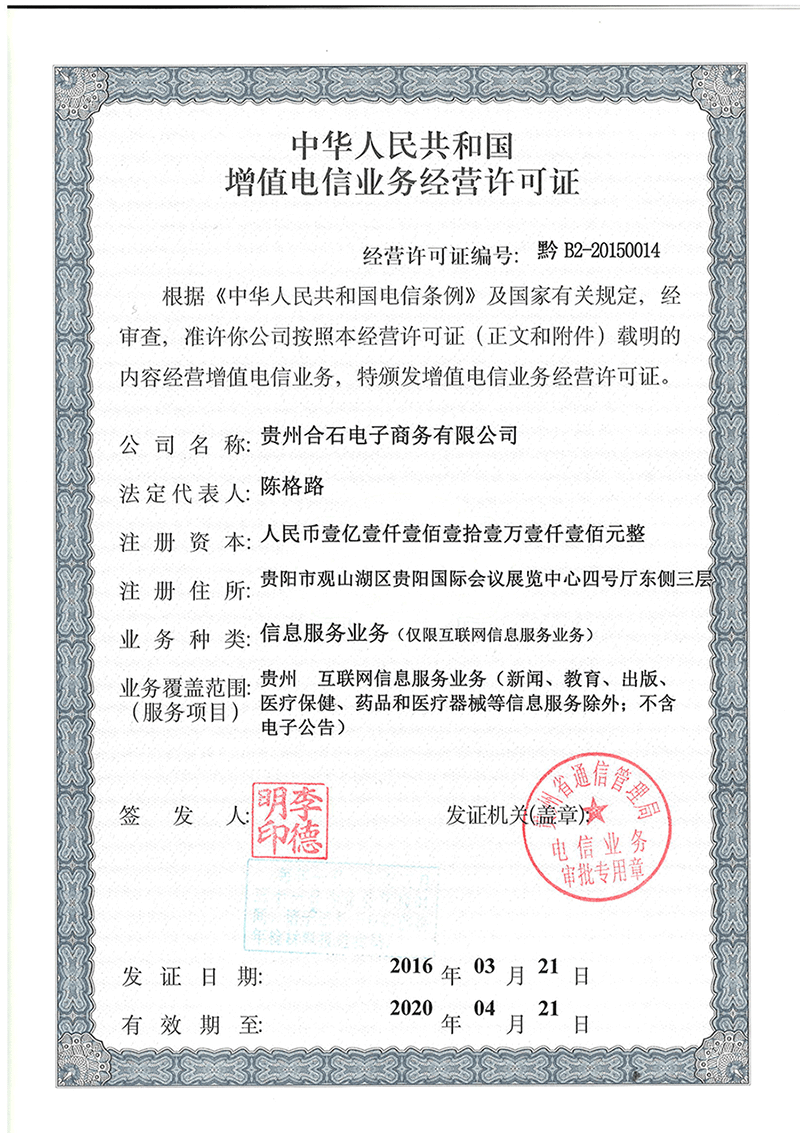 中华人民共和国
增值电信业务经营许可证
经营许可证编号: 黔 B2-20150014
根据《中华人民共和国电信条例》及国家有关规定，经
审查，准许你公司按照本经营许可证（正文和附件）载明的
内容经营增值电信业务，特颁发增值电信业务经营许可证。
公司名称: 贵州合石电子商务有限公司
法定代表人: 陈格路
注册资本: 人民币壹亿壹仟壹佰壹拾壹万壹仟壹佰元整
注册住所: 贵阳市观山湖区贵阳国际会议展览中心四号厅东侧三层
业务种类: 信息服务业务（仅限互联网信息服务业务）
业务覆盖范围: 贵州 互联网信息服务业务（新闻、教育、出版、
（服务项目） 医疗保健、药品和医疗器械等信息服务除外；不含
电子公告）
签发人: 李德明印
发证机关(盖章):
贵州省通信管理局
电信业务
审批专用章
发证日期: 2016 年 03 月 21 日
有效期至: 2020 年 04 月 21 日